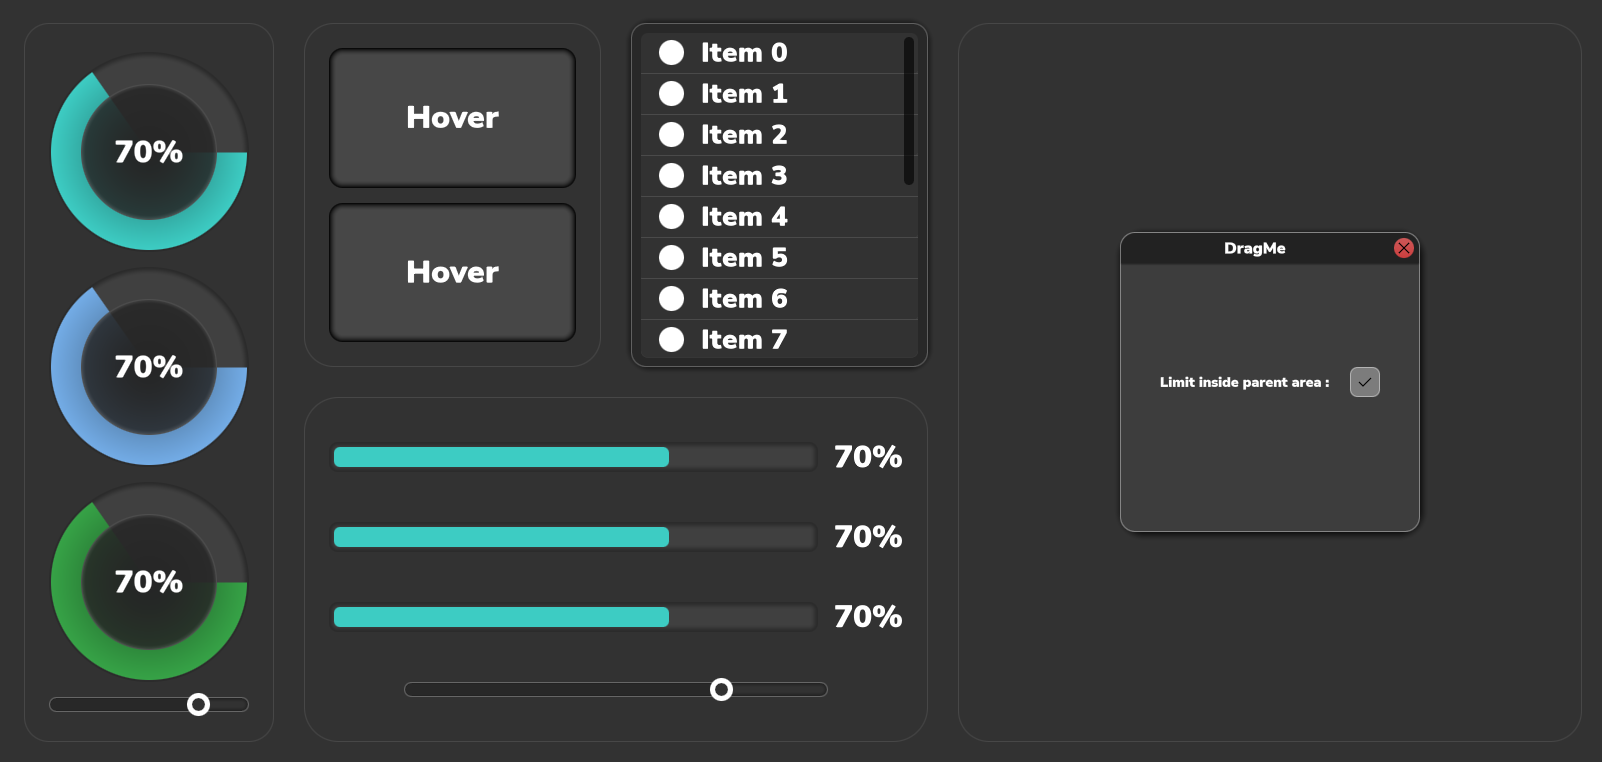 70%
70%
70%
Hover
Hover
Item 0
Item 1
Item 2
Item 3
Item 4
Item 5
Item 6
Item 7
70%
70%
70%
DragMe
Limit inside parent area :